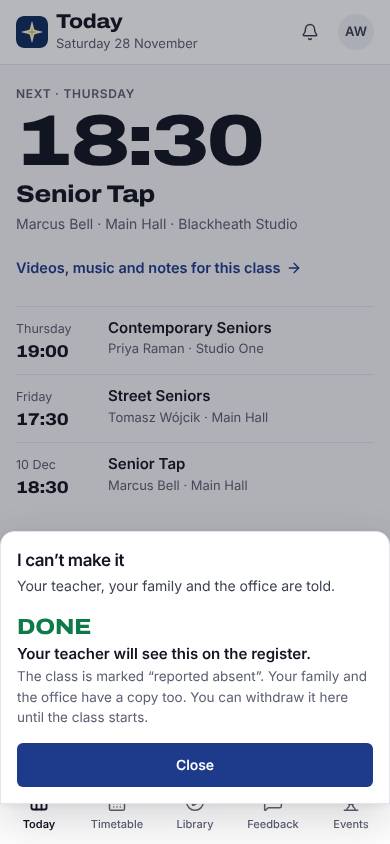 Today
Saturday 28 November
AW
NEXT · THURSDAY
18:30
Senior Tap
Marcus Bell · Main Hall · Blackheath Studio
Videos, music and notes for this class →
Thursday
19:00
Contemporary Seniors
Priya Raman · Studio One
Friday
17:30
Street Seniors
Tomasz Wójcik · Main Hall
10 Dec
18:30
Senior Tap
Marcus Bell · Main Hall
I can’t make it
Your teacher, your family and the office are told.
DONE
Your teacher will see this on the register.
The class is marked “reported absent”. Your family and
the office have a copy too. You can withdraw it here
until the class starts.
Close
Today
Timetable
Library
Feedback
Events